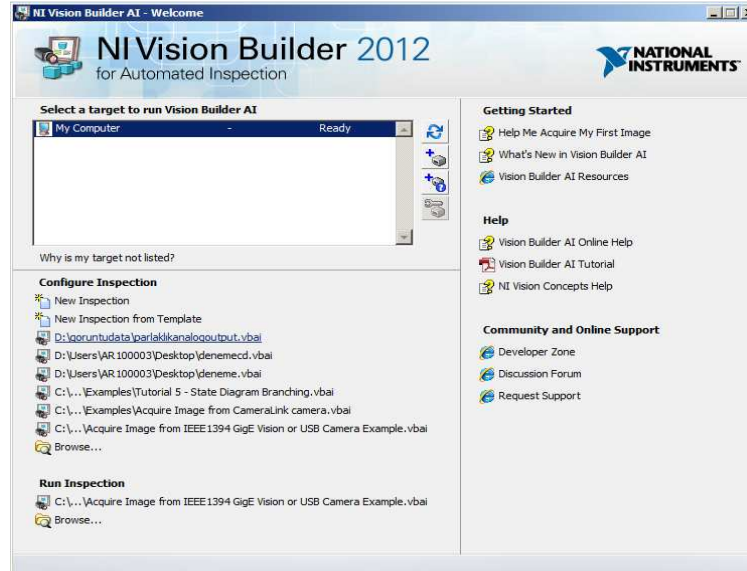 NI Vision Builder AI - Welcome
NI Vision Builder 2012
for Automated Inspection
NATIONAL
INSTRUMENTS
Select a target to run Vision Builder AI
My Computer - Ready
Why is my target not listed?
Configure Inspection
New Inspection
New Inspection from Template
D:\goruntudata\parlaklikanalogoutput.vbai
D:\Users\AR100003\Desktop\denemecd.vbai
D:\Users\AR100003\Desktop\deneme.vbai
C:\...\Examples\Tutorial 5 - State Diagram Branching.vbai
C:\...\Examples\Acquire Image from CameraLink camera.vbai
C:\...\Acquire Image from IEEE1394 GigE Vision or USB Camera Example.vbai
Browse...
Run Inspection
C:\...\Acquire Image from IEEE1394 GigE Vision or USB Camera Example.vbai
Browse...
Getting Started
Help Me Acquire My First Image
What's New in Vision Builder AI
Vision Builder AI Resources
Help
Vision Builder AI Online Help
Vision Builder AI Tutorial
NI Vision Concepts Help
Community and Online Support
Developer Zone
Discussion Forum
Request Support